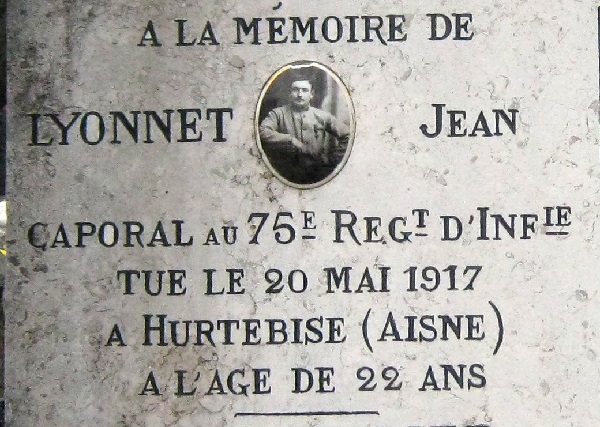 A LA MÉMOIRE DE
LYONNET JEAN
CAPORAL AU 75E REGT D'INFIE
TUE LE 20 MAI 1917
A HURTEBISE (AISNE)
A L'AGE DE 22 ANS